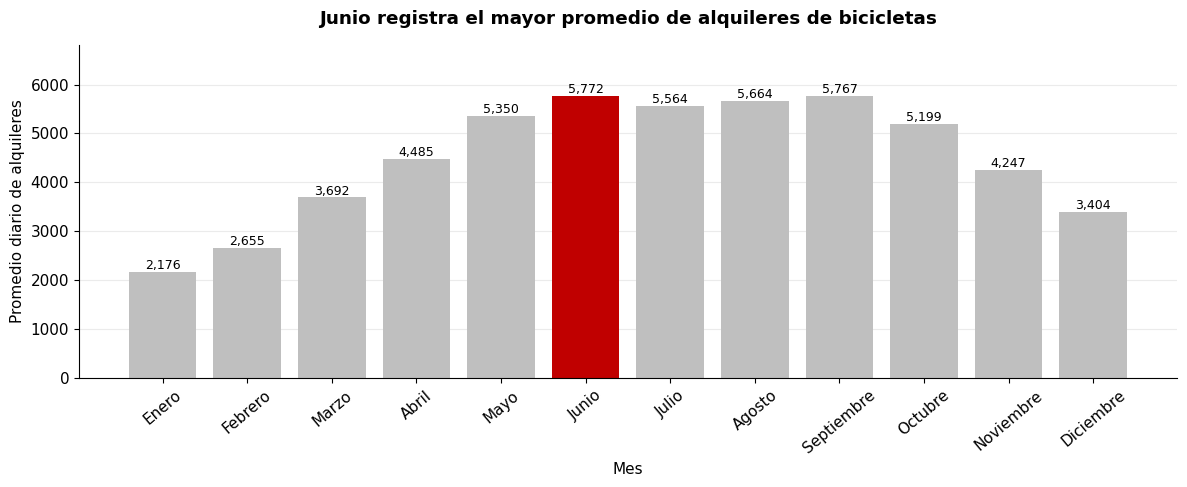 Junio registra el mayor promedio de alquileres de bicicletas
Promedio diario de alquileres
6000
5000
4000
3000
2000
1000
0
2,176
2,655
3,692
4,485
5,350
5,772
5,564
5,664
5,767
5,199
4,247
3,404
Enero
Febrero
Marzo
Abril
Mayo
Junio
Julio
Agosto
Septiembre
Octubre
Noviembre
Diciembre
Mes